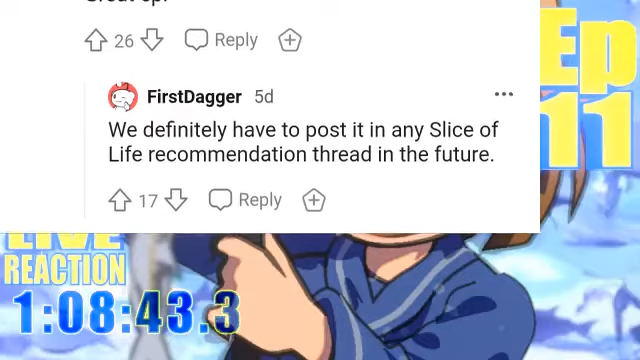 26 Reply
FirstDagger 5d
We definitely have to post it in any Slice of
Life recommendation thread in the future.
17 Reply
Ep
11
LIVE
REACTION
1:08:43.3